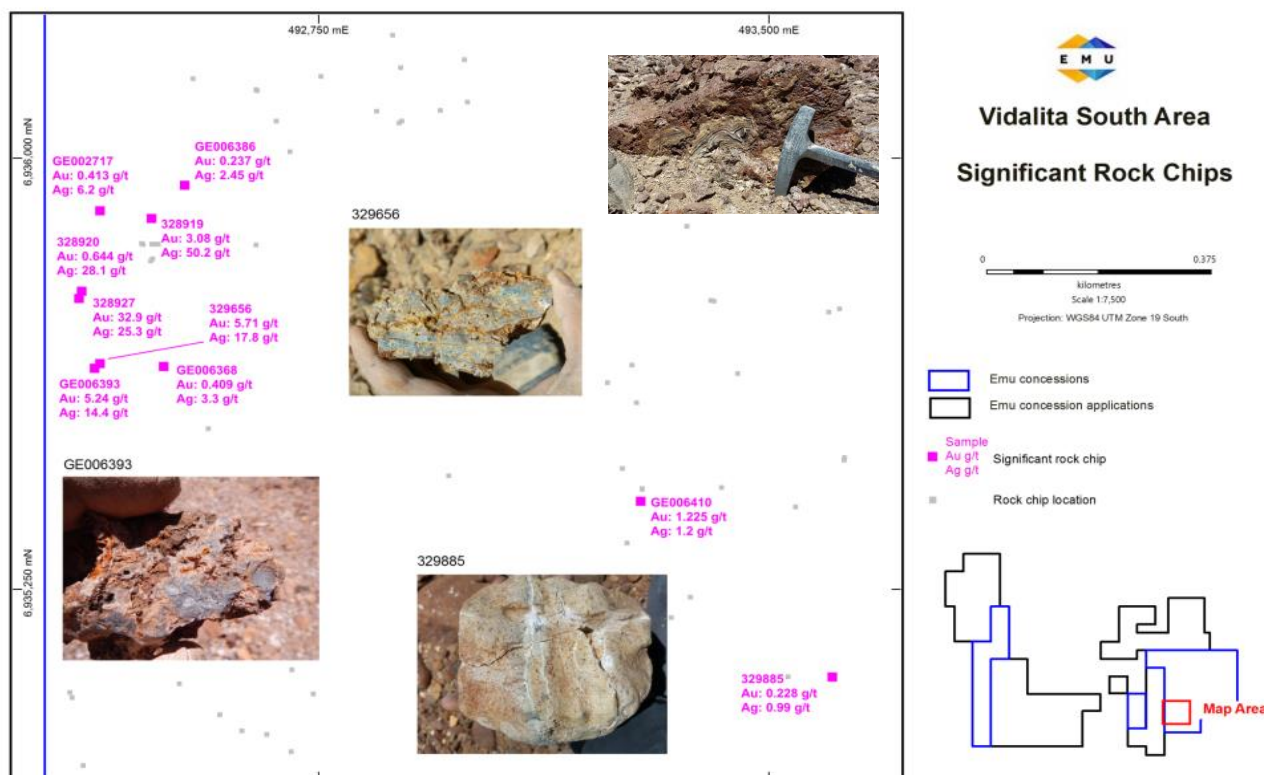 492,750 mE
493,500 mE
6,936,000 mN
6,935,250 mN
GE006386
Au: 0.237 g/t
Ag: 2.45 g/t
GE002717
Au: 0.413 g/t
Ag: 6.2 g/t
328919
Au: 3.08 g/t
Ag: 50.2 g/t
328920
Au: 0.644 g/t
Ag: 28.1 g/t
328927
Au: 32.9 g/t
Ag: 25.3 g/t
329656
Au: 5.71 g/t
Ag: 17.8 g/t
GE006393
Au: 5.24 g/t
Ag: 14.4 g/t
GE006368
Au: 0.409 g/t
Ag: 3.3 g/t
329656
GE006393
329885
GE006410
Au: 1.225 g/t
Ag: 1.2 g/t
329885
Au: 0.228 g/t
Ag: 0.99 g/t
EMU
Vidalita South Area
Significant Rock Chips
0
0.375
kilometres
Scale 1:7,500
Projection: WGS84 UTM Zone 19 South
Emu concessions
Emu concession applications
Sample
Au g/t
Ag g/t
Significant rock chip
Rock chip location
Map Area